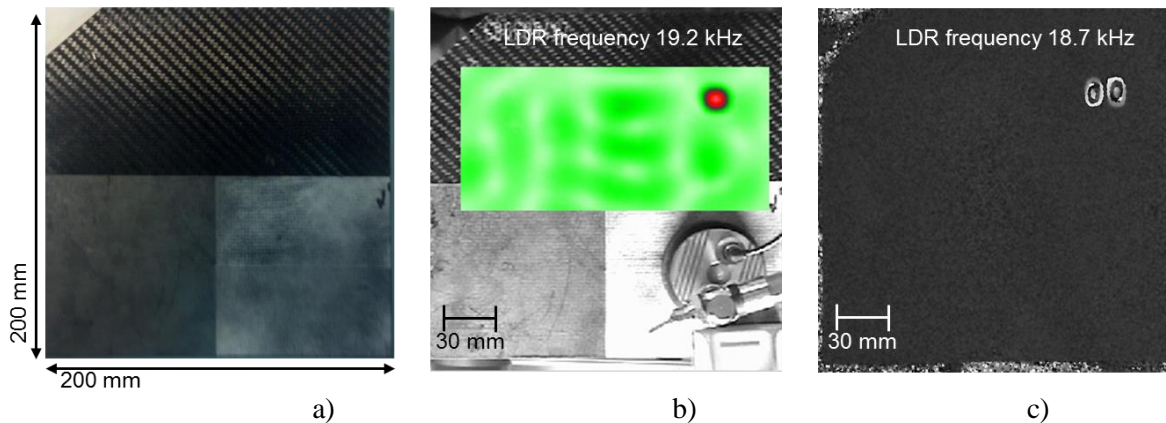 LDR frequency 19.2 kHz
LDR frequency 18.7 kHz
200 mm
30 mm
30 mm
200 mm
a)
b)
c)